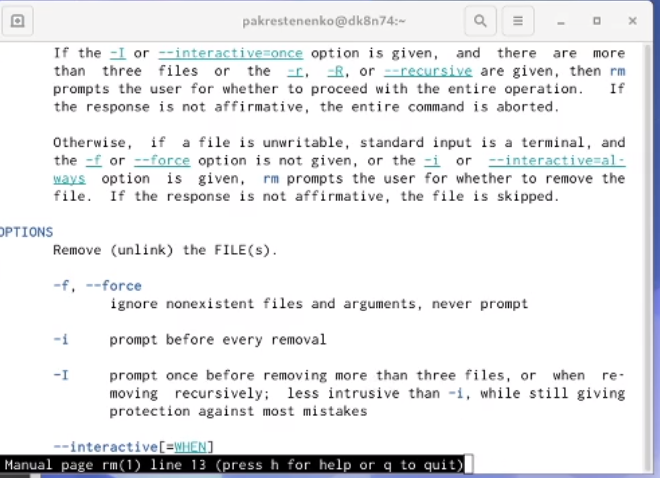 pakrestenenko@dk8n74:~
If the -I or --interactive=once option is given, and there are more
than three files or the -r, -R, or --recursive are given, then rm
prompts the user for whether to proceed with the entire operation. If
the response is not affirmative, the entire command is aborted.
Otherwise, if a file is unwritable, standard input is a terminal, and
the -f or --force option is not given, or the -i or --interactive=al-
ways option is given, rm prompts the user for whether to remove the
file. If the response is not affirmative, the file is skipped.
OPTIONS
Remove (unlink) the FILE(s).
-f, --force
ignore nonexistent files and arguments, never prompt
-i prompt before every removal
-I prompt once before removing more than three files, or when re-
moving recursively; less intrusive than -i, while still giving
protection against most mistakes
--interactive[=WHEN]
Manual page rm(1) line 13 (press h for help or q to quit)